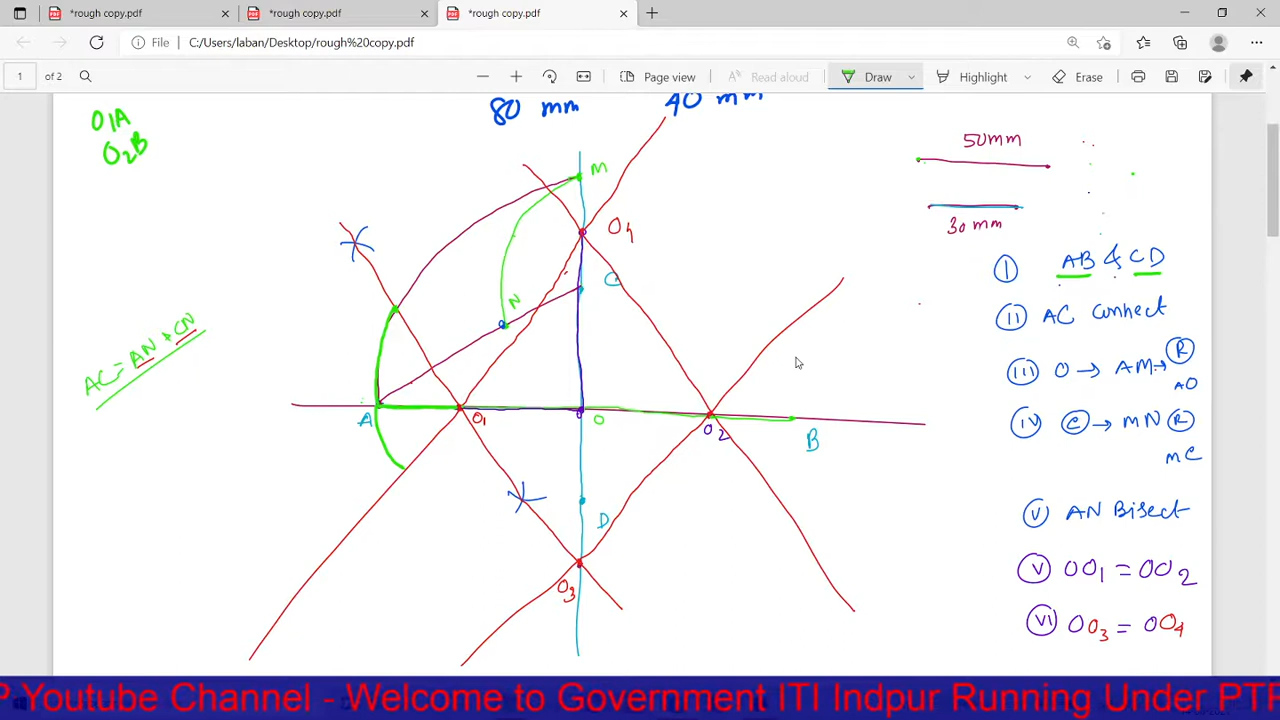 *rough copy.pdf
*rough copy.pdf
*rough copy.pdf
File
C:/Users/laban/Desktop/rough%20copy.pdf
1 of 2
Page view
Read aloud
Draw
Highlight
Erase
80 mm
40 mm
O1A
O2B
M
O4
C
N
AC = AN + CN
A
O1
O
O2
B
D
O3
50mm
30 mm
I AB & CD
II AC Connect
III O → AM → R
AO
IV C → MN R
MC
V AN Bisect
V OO1 = OO2
VI OO3 = OO4
P Youtube Channel - Welcome to Government ITI Indpur Running Under PTP